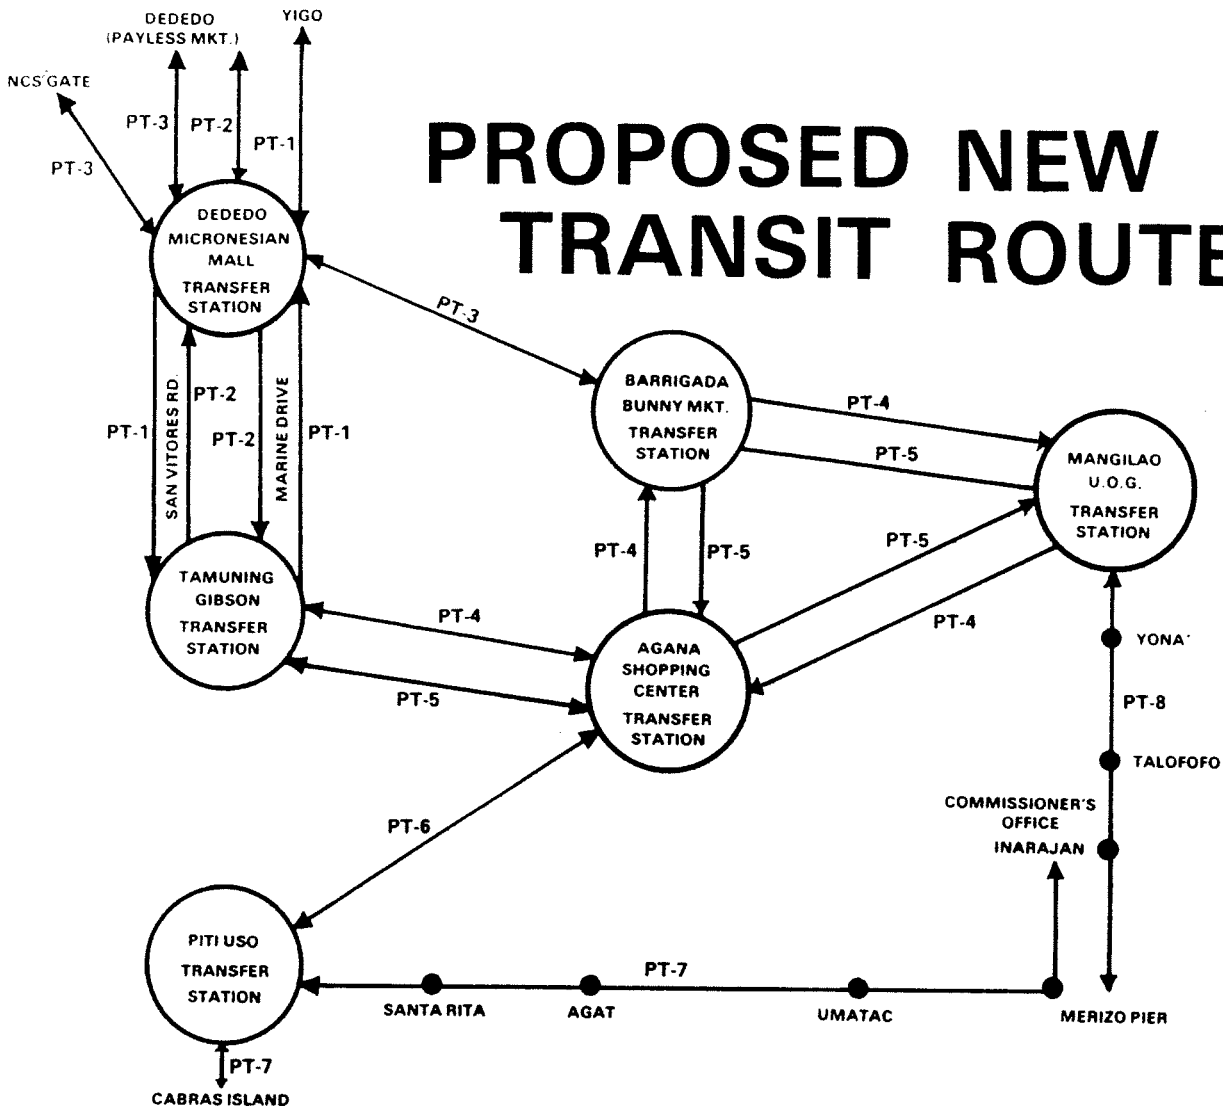 DEDEDO
(PAYLESS MKT.)
YIGO
NCS GATE
PT-3
PT-2
PT-1
PT-3
PROPOSED NEW
TRANSIT ROUTE
DEDEDO
MICRONESIAN
MALL
TRANSFER
STATION
PT-3
PT-1
SAN VITORES RD.
PT-2
PT-2
MARINE DRIVE
PT-1
BARRIGADA
BUNNY MKT.
TRANSFER
STATION
PT-4
PT-5
MANGILAO
U.O.G.
TRANSFER
STATION
PT-4
PT-5
PT-5
PT-4
TAMUNING
GIBSON
TRANSFER
STATION
PT-4
PT-5
AGANA
SHOPPING
CENTER
TRANSFER
STATION
YONA
PT-8
TALOFOFO
COMMISSIONER'S
OFFICE
INARAJAN
PT-6
PITI USO
TRANSFER
STATION
PT-7
SANTA RITA
AGAT
UMATAC
MERIZO PIER
PT-7
CABRAS ISLAND